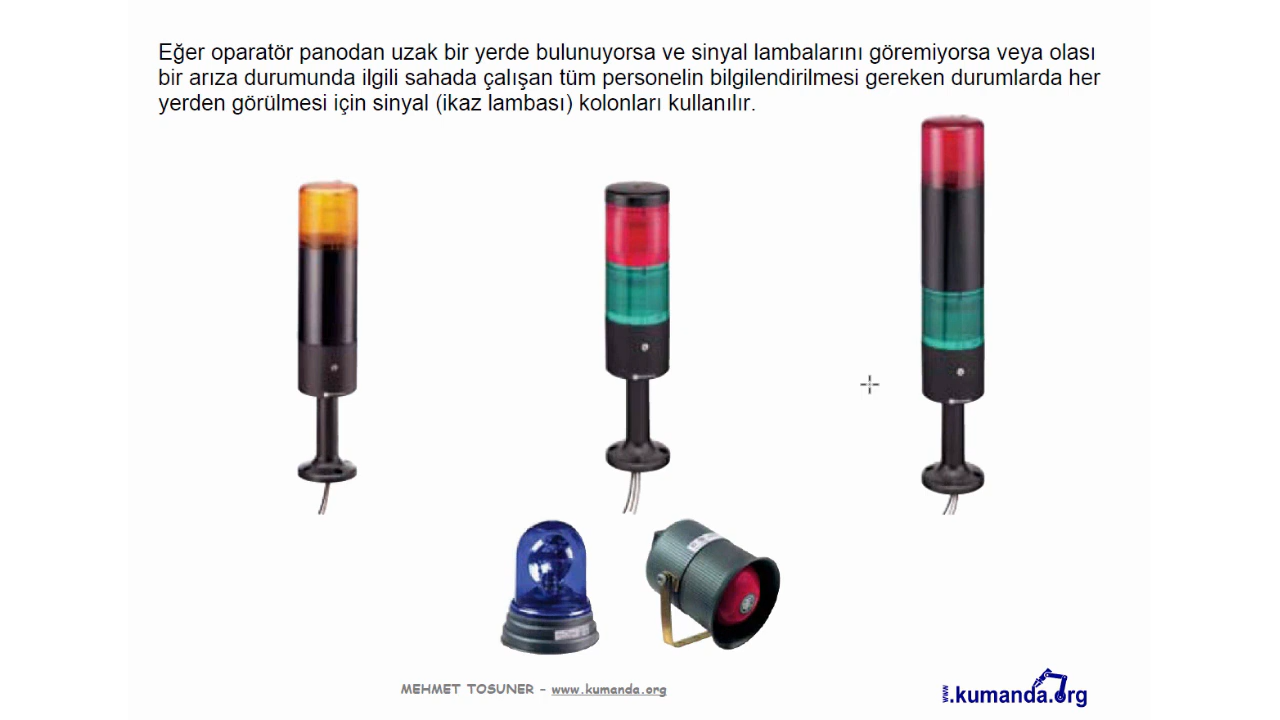 Eğer oparatör panodan uzak bir yerde bulunuyorsa ve sinyal lambalarını göremiyorsa veya olası
bir arıza durumunda ilgili sahada çalışan tüm personelin bilgilendirilmesi gereken durumlarda her
yerden görülmesi için sinyal (ikaz lambası) kolonları kullanılır.
MEHMET TOSUNER - www.kumanda.org
www.kumanda.org